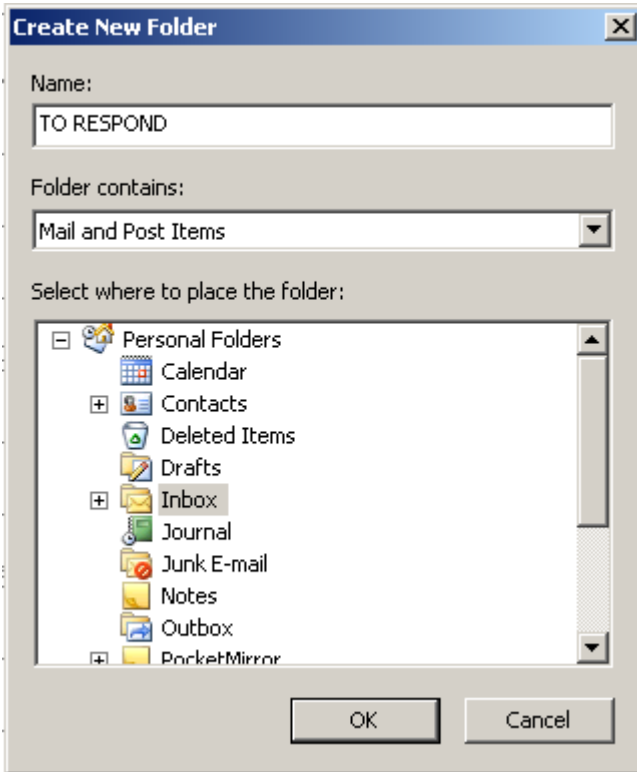 Create New Folder
Name:
TO RESPOND
Folder contains:
Mail and Post Items
Select where to place the folder:
Personal Folders
Calendar
Contacts
Deleted Items
Drafts
Inbox
Journal
Junk E-mail
Notes
Outbox
PocketMirror
OK Cancel